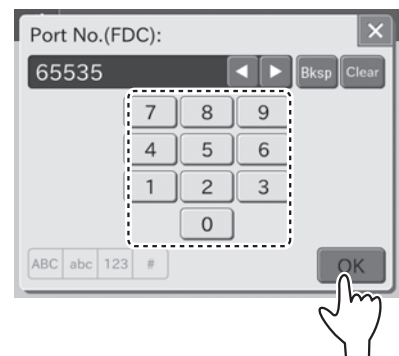 Port No.(FDC):
65535 Bksp Clear
7 8 9
4 5 6
1 2 3
0
ABC abc 123 # OK